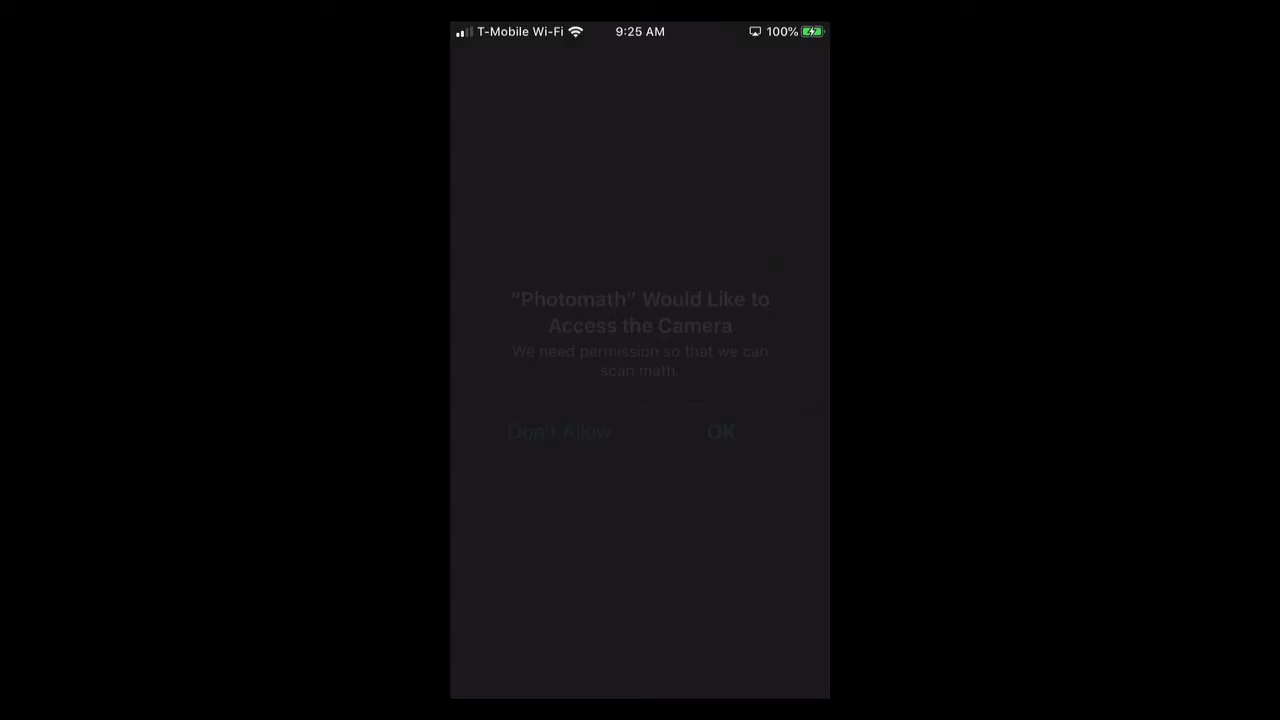 T-Mobile Wi-Fi 9:25 AM 100%
“Photomath” Would Like to
Access the Camera
We need permission so that we can
scan math.
Don't Allow OK